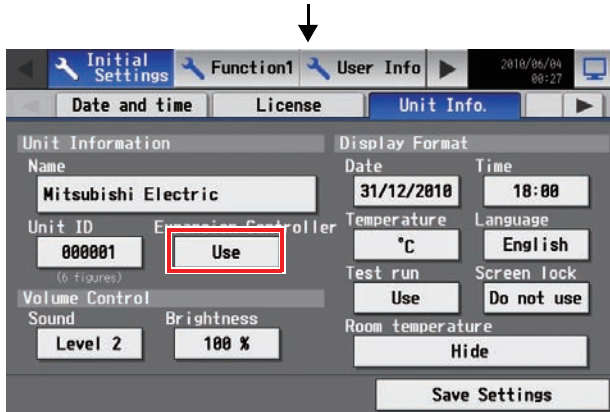 Initial Settings
Function1
User Info
2010/06/04
00:27
Date and time
License
Unit Info.
Unit Information
Name
Mitsubishi Electric
Unit ID
Expansion Controller
000001
Use
(6 figures)
Volume Control
Sound
Brightness
Level 2
100 %
Display Format
Date
Time
31/12/2010
18:00
Temperature
Language
°C
English
Test run
Screen lock
Use
Do not use
Room temperature
Hide
Save Settings